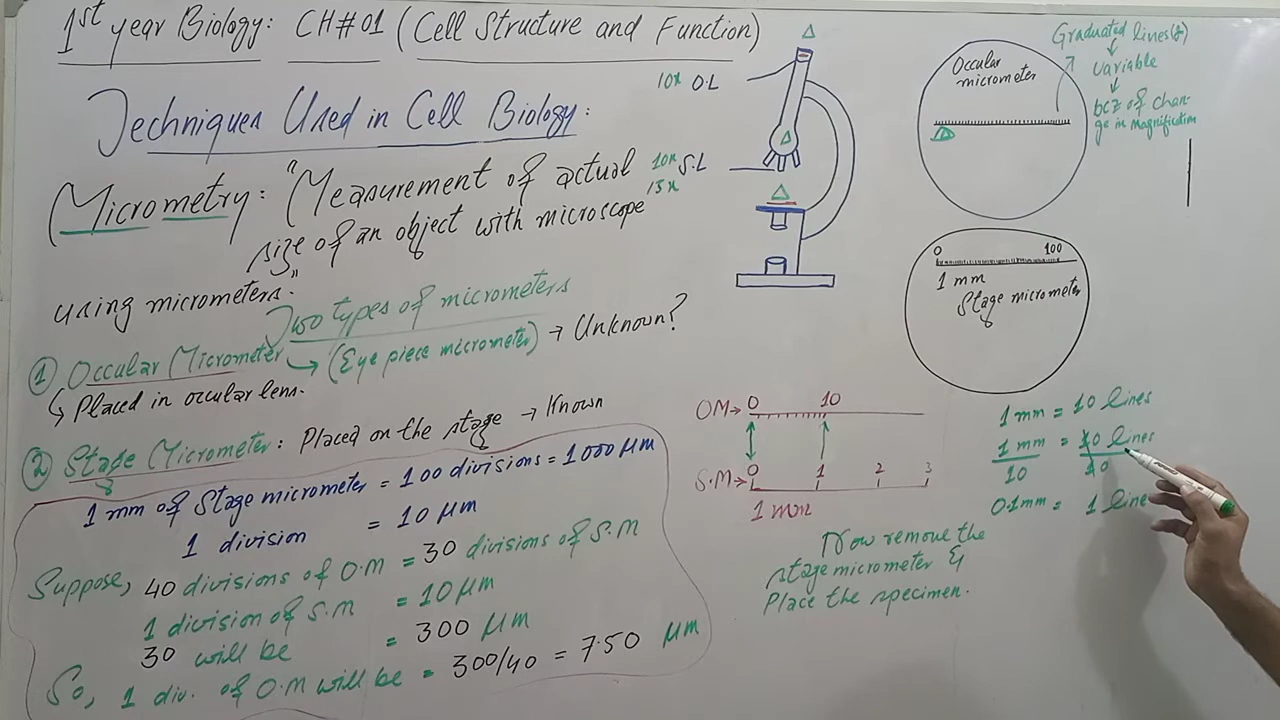 1st year Biology: CH#01 (Cell Structure and Function)
Techniques Used in Cell Biology:
(Micrometry: "Measurement of actual
size of an object with microscope
using micrometers."
Two types of micrometers
① Occular Micrometer → (Eye piece micrometer) → Unknown?
↳ Placed in occular lens.
② Stage Micrometer: Placed on the stage → Known
1 mm of Stage micrometer = 100 divisions = 1000 μm
1 division = 10 μm
Suppose, 40 divisions of O.M = 30 divisions of S.M
1 division of S.M = 10 μm
30 will be = 300 μm
So, 1 div. of O.M will be = 300/40 = 7.50 μm
10x O.L
10x S.L
15x
Occular
micrometer
Graduated lines(s)
↓
variable
↓
bcz of chan-
ge in magnification
0 100
1 mm
Stage micrometer
OM→ 0 10
S.M→ 0 1 2 3
1 mm
Now remove the
stage micrometer &
Place the specimen.
1 mm = 10 lines
1 mm = 10 lines
10 10
0.1mm = 1 line